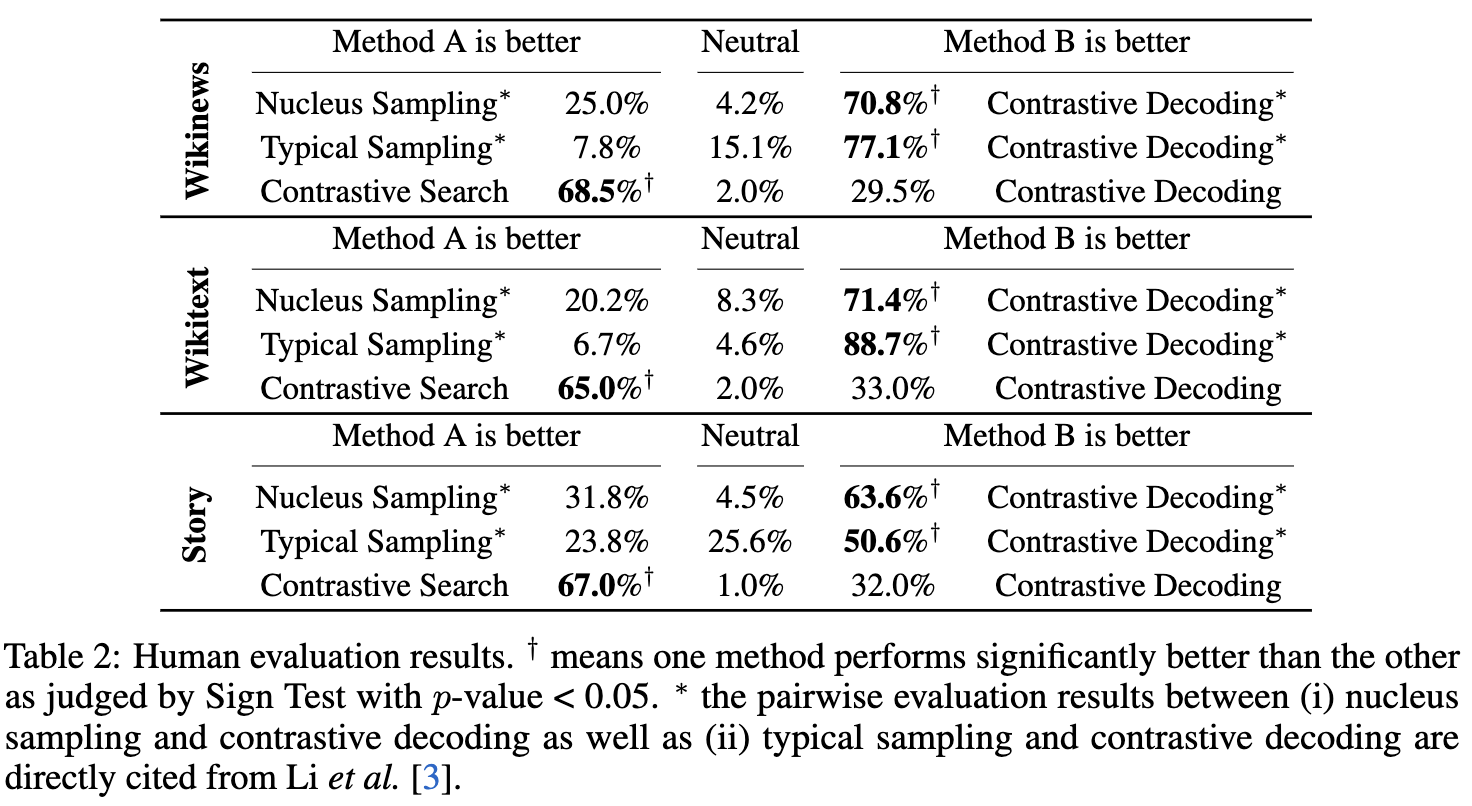 Wikinews
Method A is better Neutral Method B is better
Nucleus Sampling* 25.0% 4.2% 70.8%† Contrastive Decoding*
Typical Sampling* 7.8% 15.1% 77.1%† Contrastive Decoding*
Contrastive Search 68.5%† 2.0% 29.5% Contrastive Decoding
Wikitext
Method A is better Neutral Method B is better
Nucleus Sampling* 20.2% 8.3% 71.4%† Contrastive Decoding*
Typical Sampling* 6.7% 4.6% 88.7%† Contrastive Decoding*
Contrastive Search 65.0%† 2.0% 33.0% Contrastive Decoding
Story
Method A is better Neutral Method B is better
Nucleus Sampling* 31.8% 4.5% 63.6%† Contrastive Decoding*
Typical Sampling* 23.8% 25.6% 50.6%† Contrastive Decoding*
Contrastive Search 67.0%† 1.0% 32.0% Contrastive Decoding
Table 2: Human evaluation results. † means one method performs significantly better than the other
as judged by Sign Test with p-value < 0.05. * the pairwise evaluation results between (i) nucleus
sampling and contrastive decoding as well as (ii) typical sampling and contrastive decoding are
directly cited from Li et al. [3].